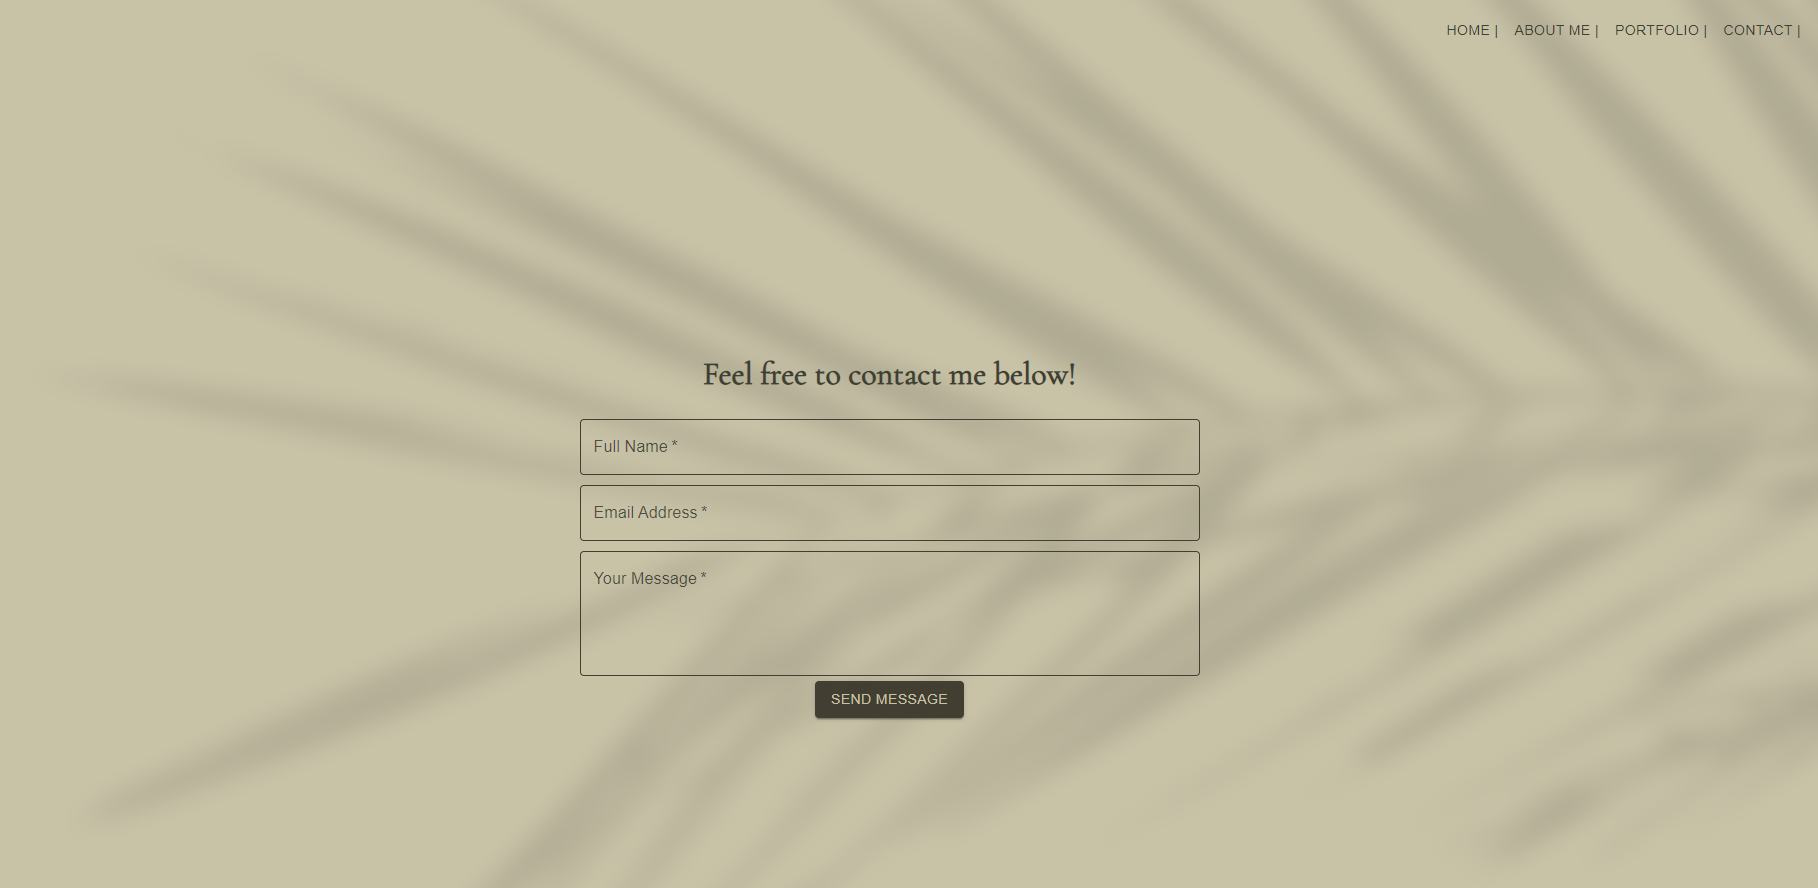 HOME | ABOUT ME | PORTFOLIO | CONTACT |
Feel free to contact me below!
Full Name *
Email Address *
Your Message *
SEND MESSAGE